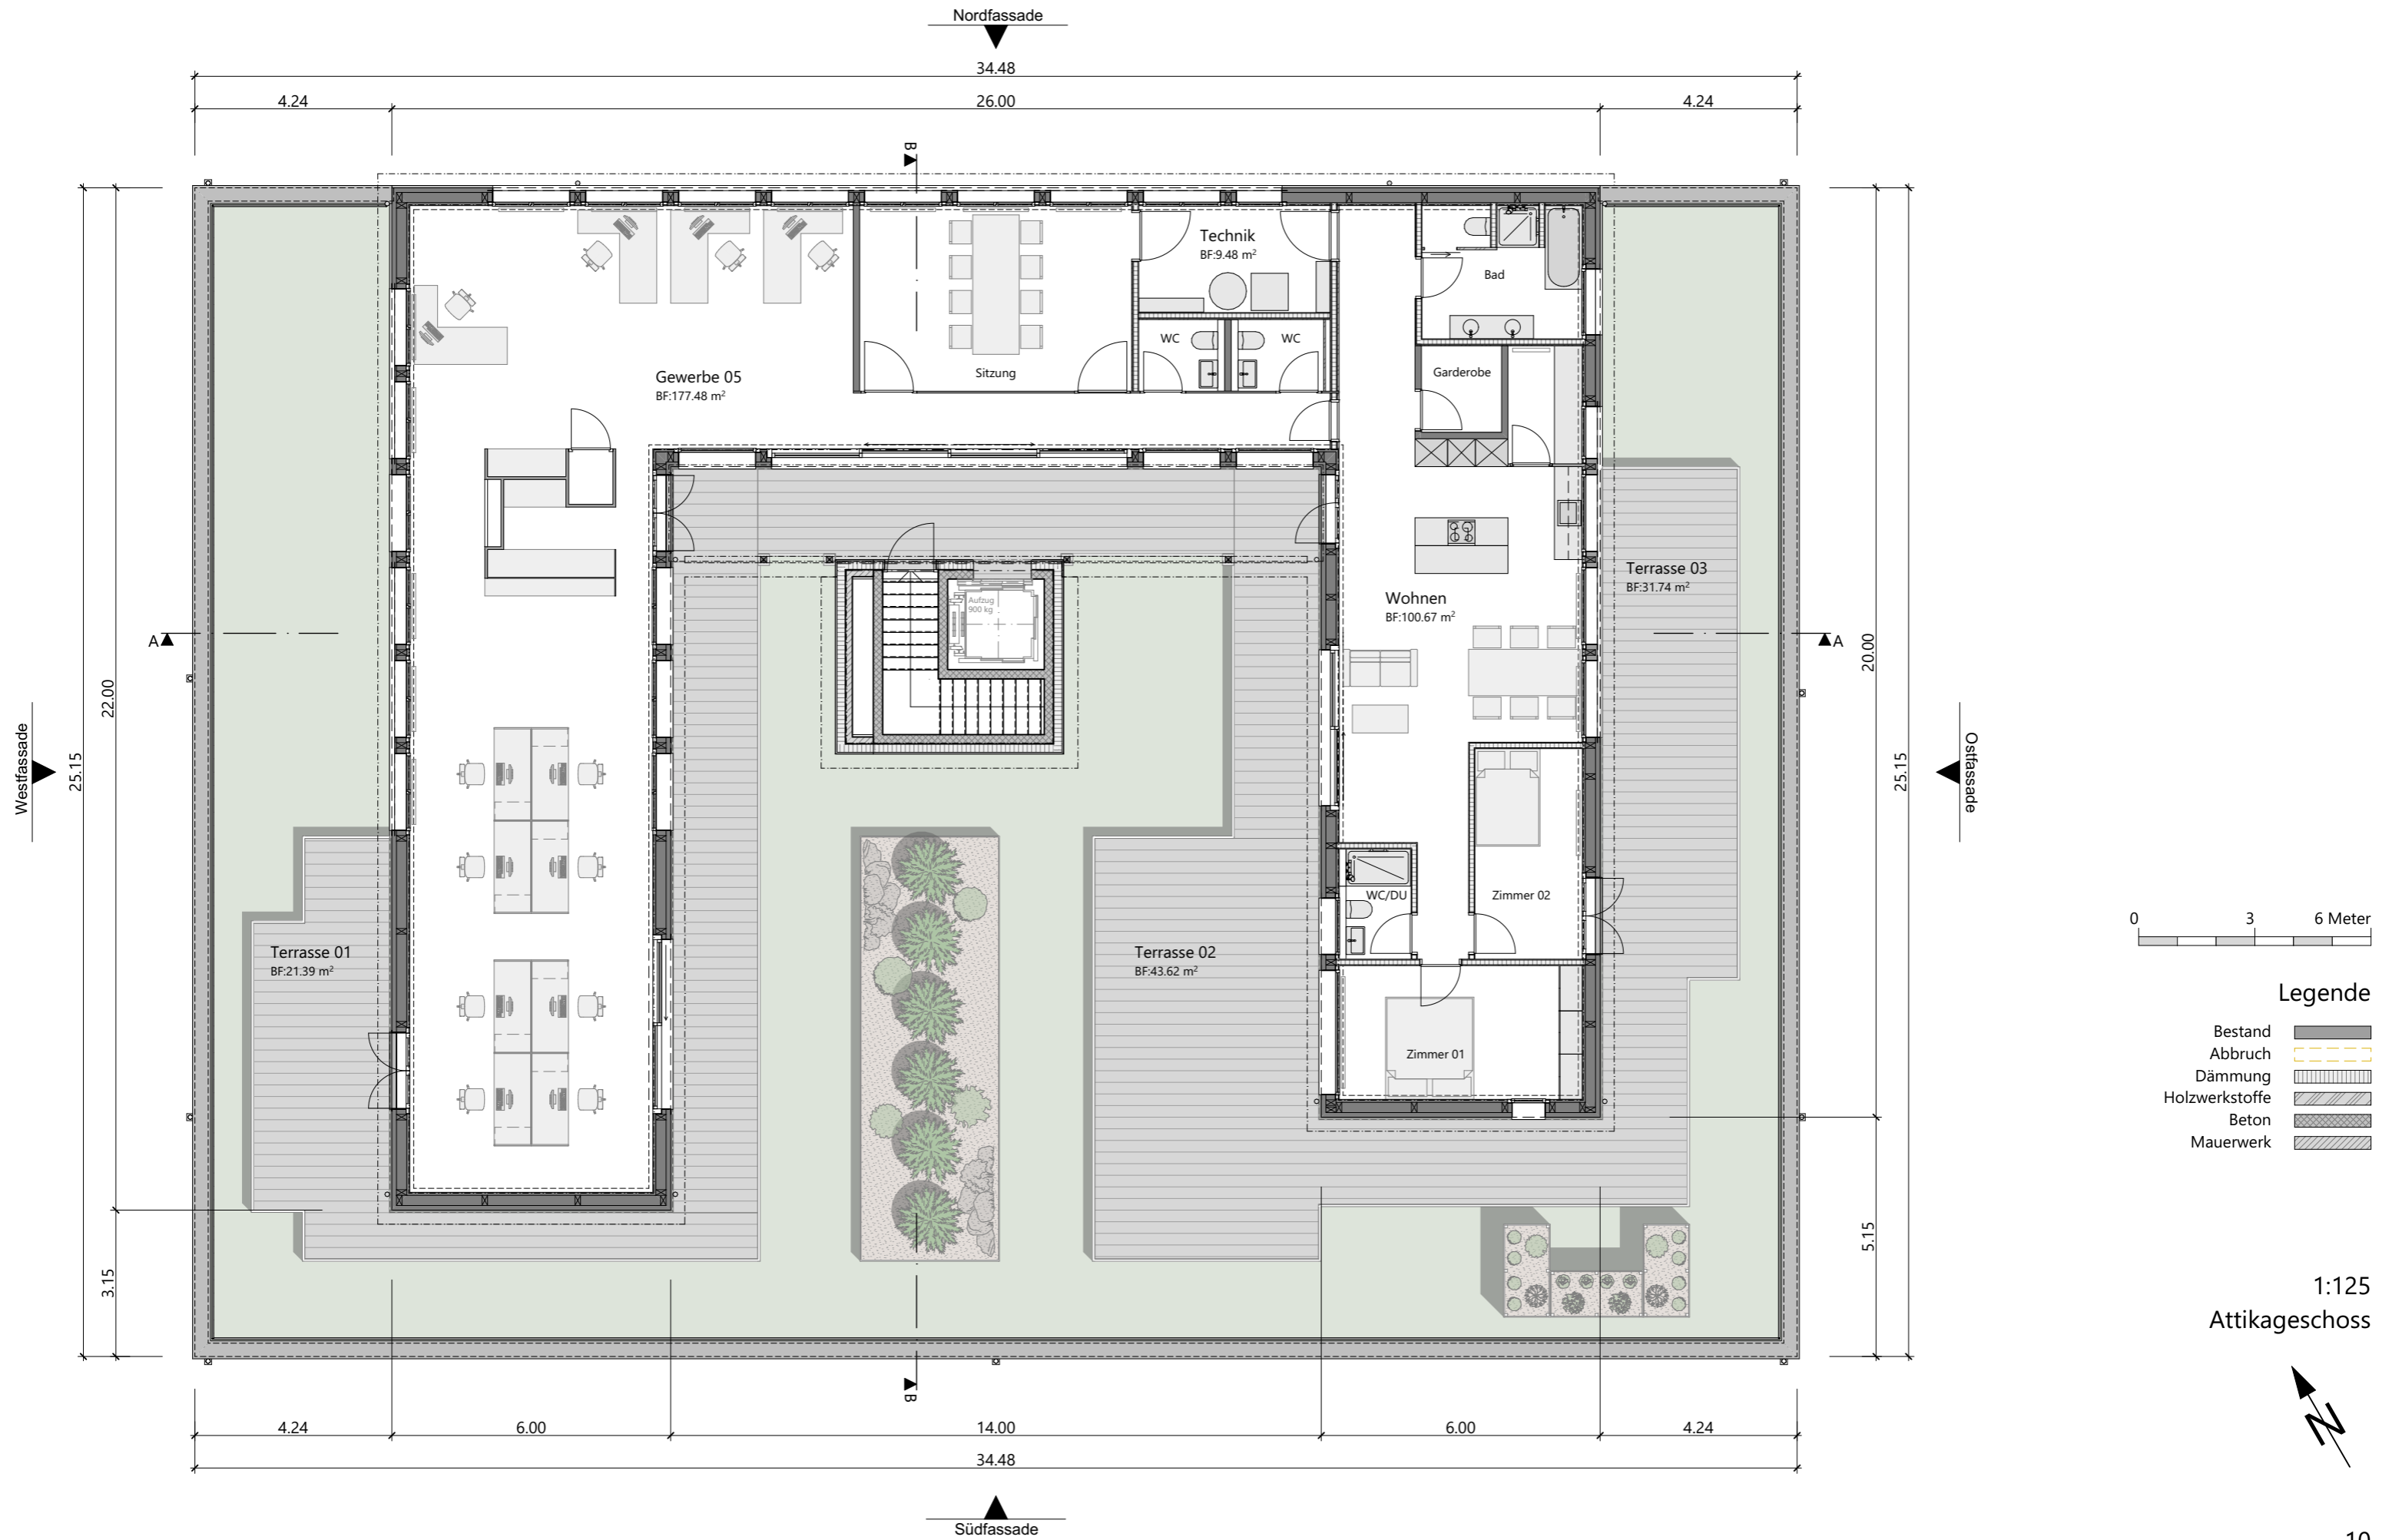 Nordfassade
34.48
4.24
26.00
4.24
B
Technik
BF:9.48 m²
Bad
WC
WC
Sitzung
Garderobe
Gewerbe 05
BF:177.48 m²
Aufzug
900 kg
Wohnen
BF:100.67 m²
Terrasse 03
BF:31.74 m²
A
A
22.00
25.15
3.15
Westfassade
20.00
25.15
5.15
Ostfassade
WC/DU
Zimmer 02
Terrasse 01
BF:21.39 m²
Terrasse 02
BF:43.62 m²
Zimmer 01
0
3
6 Meter
Legende
Bestand
Abbruch
Dämmung
Holzwerkstoffe
Beton
Mauerwerk
1:125
Attikageschoss
N
B
4.24
6.00
14.00
6.00
4.24
34.48
Südfassade
10